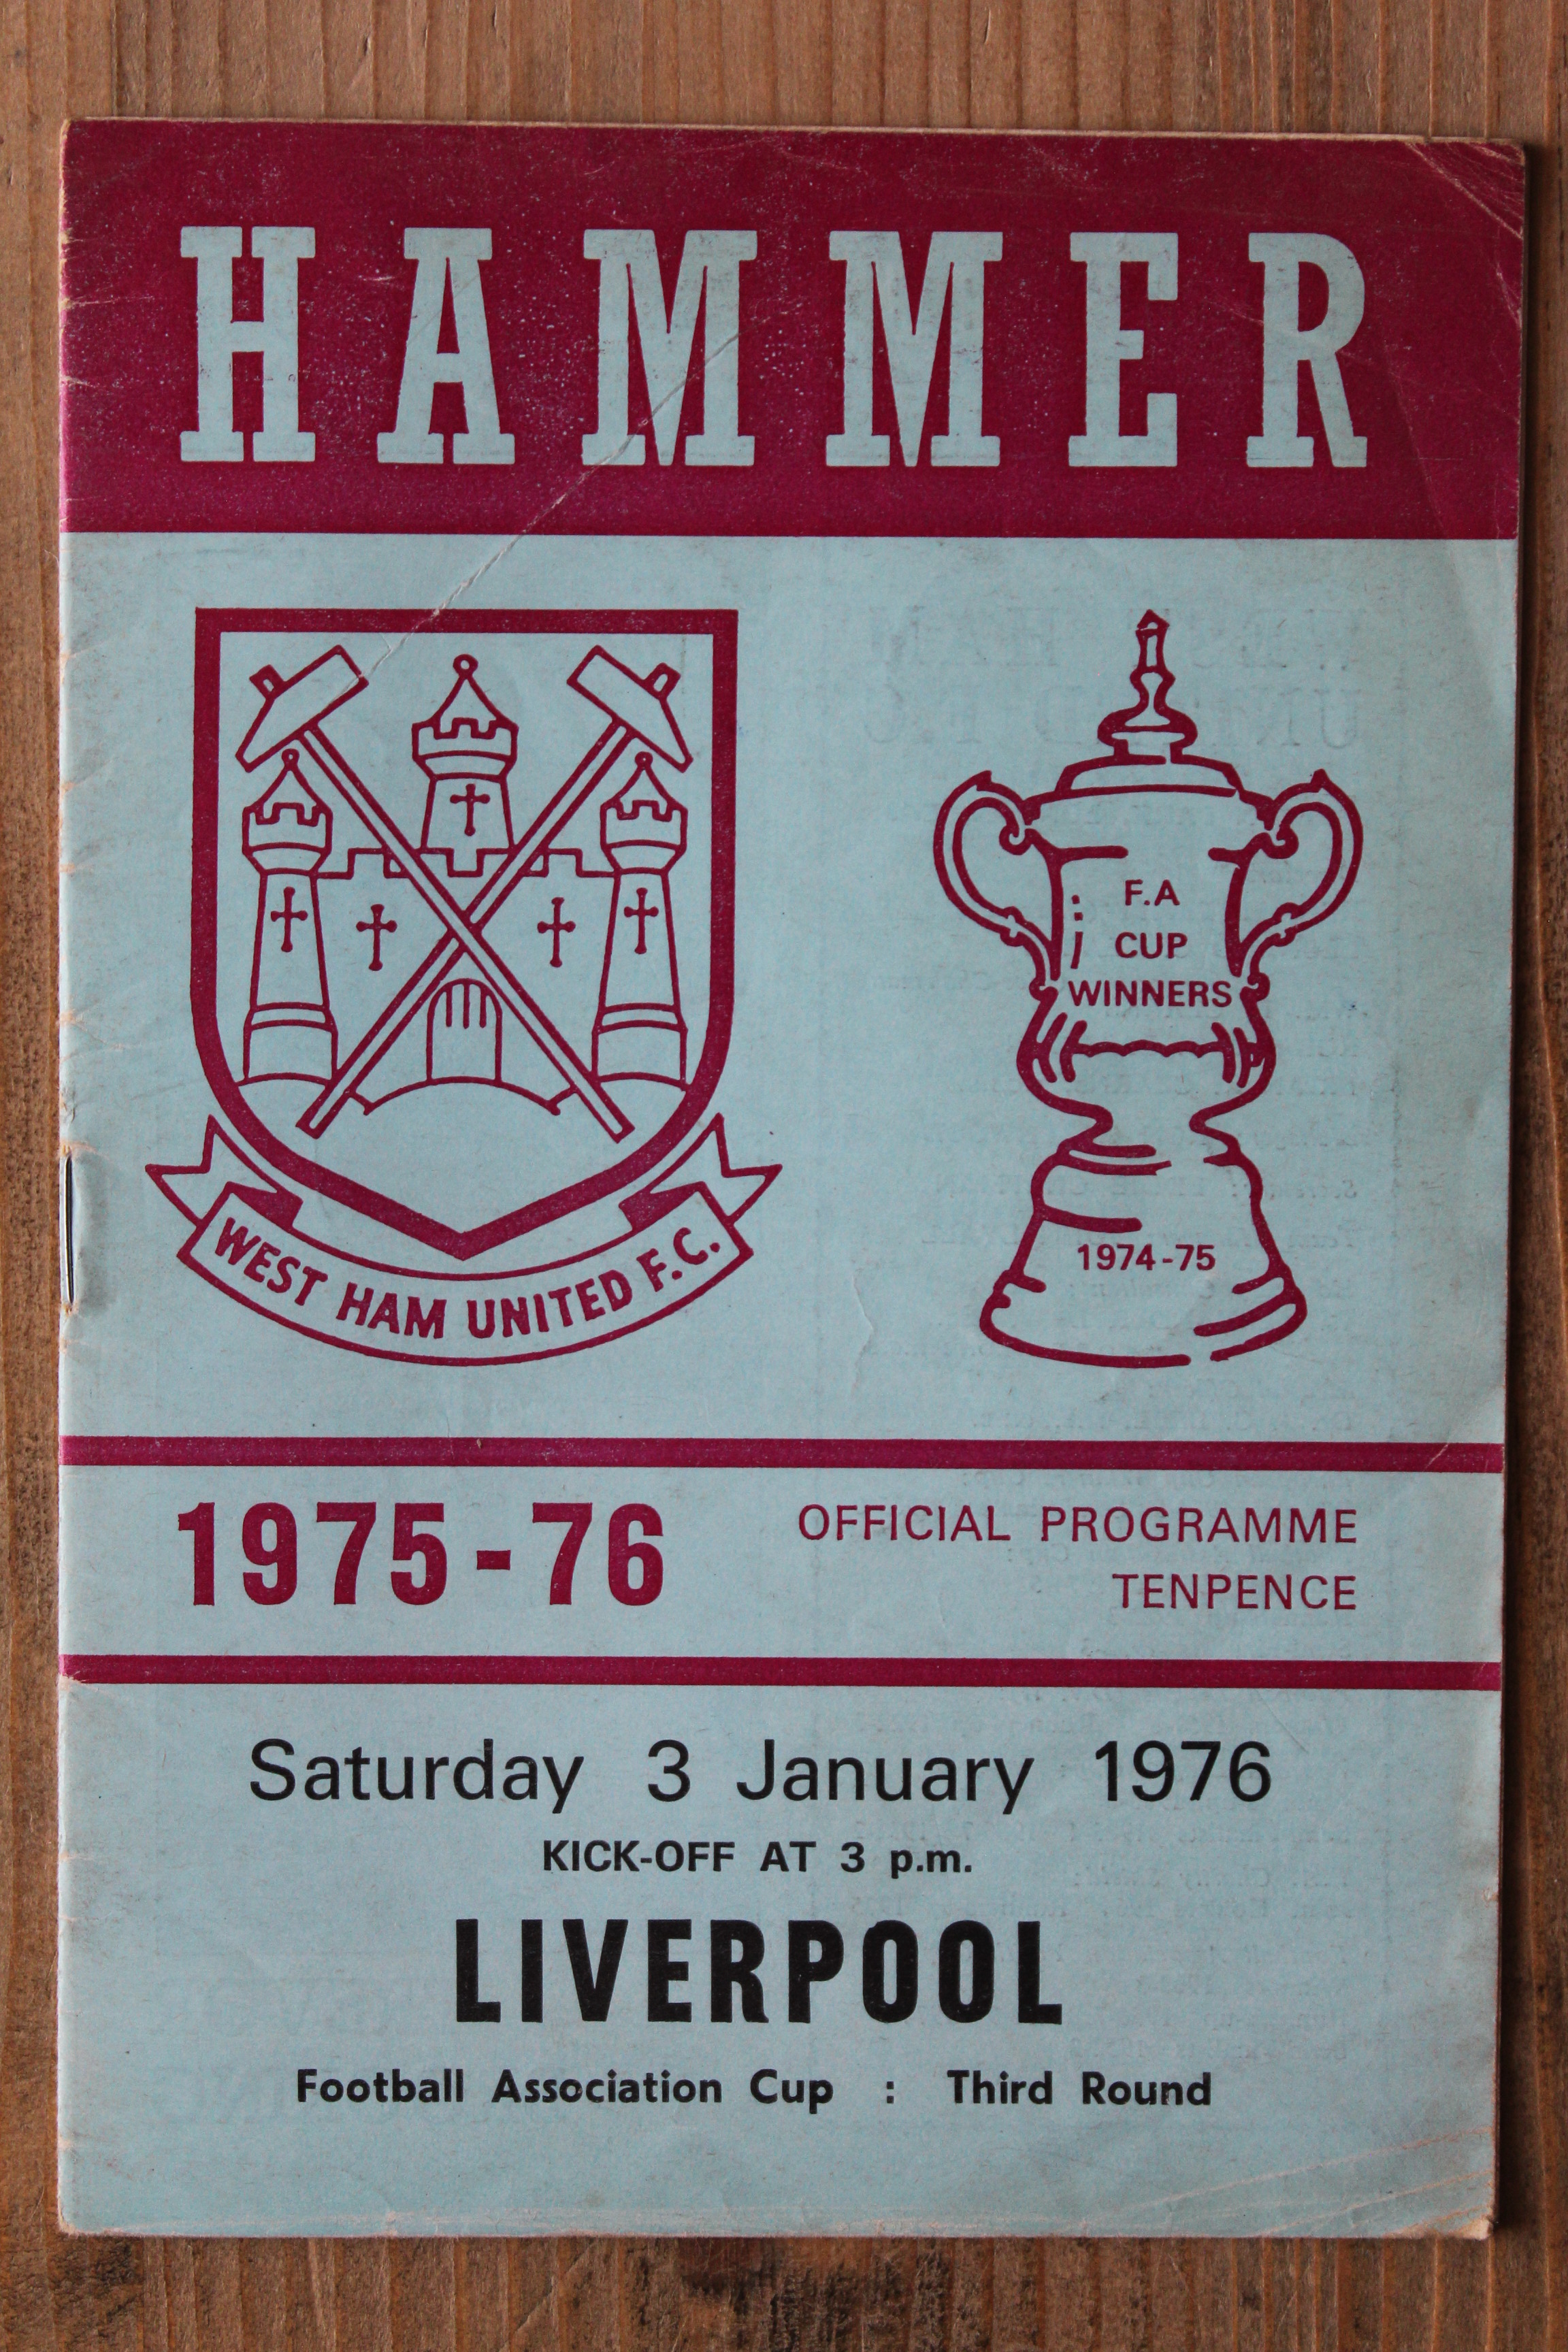 HAMMER
F.A
CUP
WINNERS
1974-75
WEST HAM UNITED F.C.
1975-76
OFFICIAL PROGRAMME
TENPENCE
Saturday 3 January 1976
KICK-OFF AT 3 p.m.
LIVERPOOL
Football Association Cup : Third Round